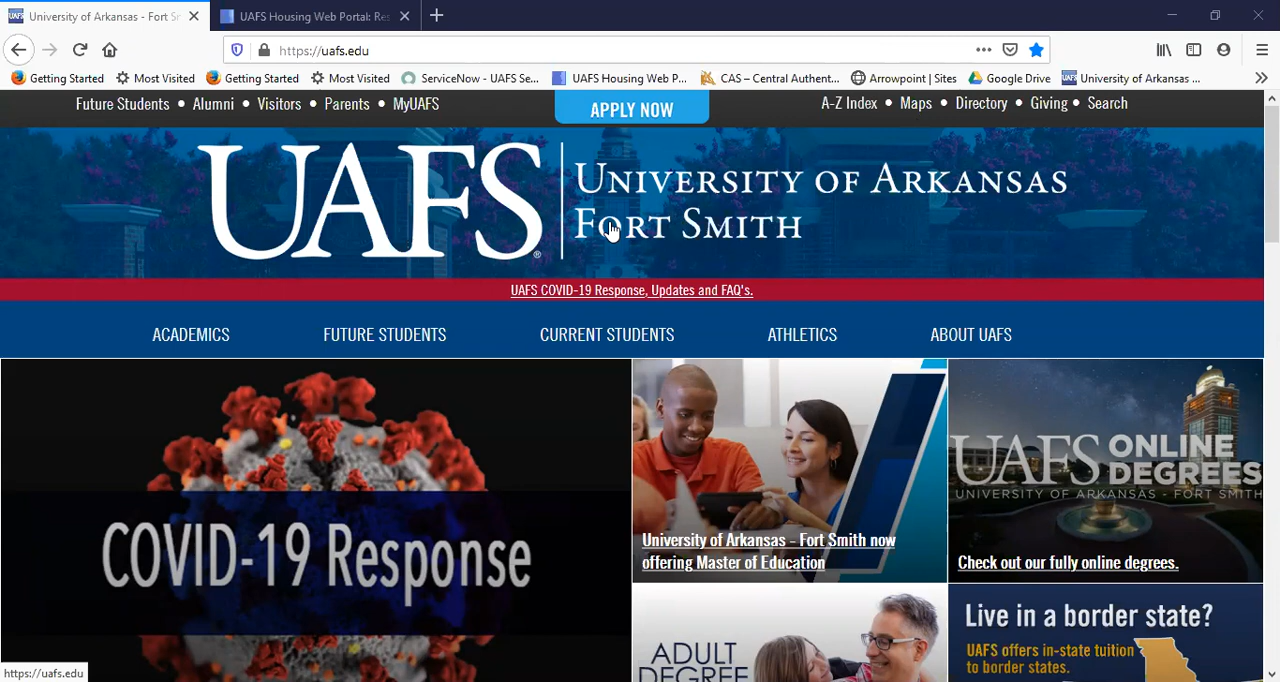 University of Arkansas - Fort Sr
UAFS Housing Web Portal: Re
https://uafs.edu
Getting Started
Most Visited
Getting Started
Most Visited
ServiceNow - UAFS Se...
UAFS Housing Web P...
CAS – Central Authent...
Arrowpoint | Sites
Google Drive
University of Arkansas ...
Future Students • Alumni • Visitors • Parents • MyUAFS
APPLY NOW
A-Z Index • Maps • Directory • Giving • Search
UAFS®
UNIVERSITY OF ARKANSAS
FORT SMITH
UAFS COVID-19 Response, Updates and FAQ's.
ACADEMICS
FUTURE STUDENTS
CURRENT STUDENTS
ATHLETICS
ABOUT UAFS
COVID-19 Response
University of Arkansas - Fort Smith now
offering Master of Education
UAFS ONLINE
DEGREES
UNIVERSITY OF ARKANSAS - FORT SMITH
Check out our fully online degrees.
ADULT
DEGREE
Live in a border state?
UAFS offers in-state tuition
to border states.
https://uafs.edu